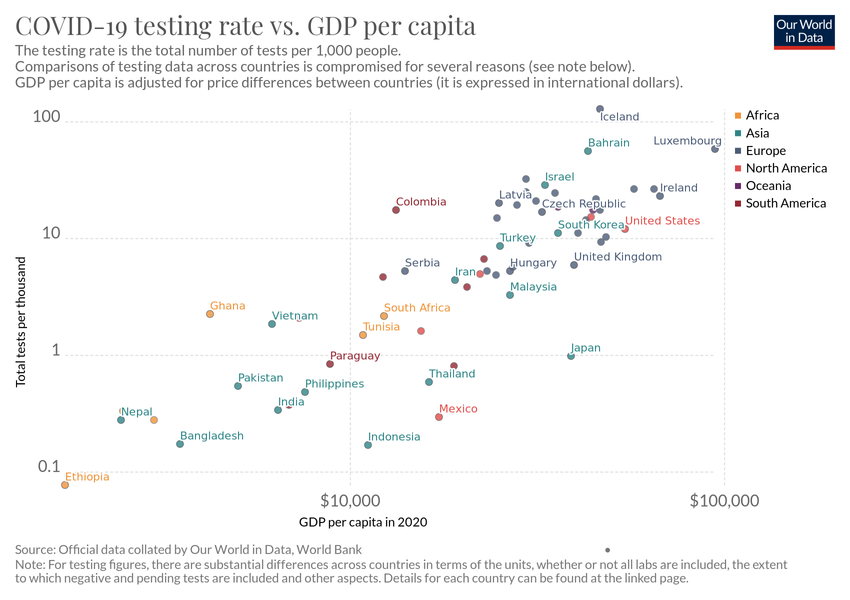 COVID-19 testing rate vs. GDP per capita
Our World
in Data
The testing rate is the total number of tests per 1,000 people.
Comparisons of testing data across countries is compromised for several reasons (see note below).
GDP per capita is adjusted for price differences between countries (it is expressed in international dollars).
100
10
1
0.1
Total tests per thousand
Iceland
Luxembourg
Bahrain
Israel
Ireland
Latvia
Colombia
Czech Republic
United States
South Korea
Turkey
United Kingdom
Serbia
Hungary
Iran
Malaysia
Ghana
South Africa
Vietnam
Tunisia
Japan
Paraguay
Thailand
Pakistan
Philippines
India
Mexico
Nepal
Bangladesh
Indonesia
Ethiopia
Africa
Asia
Europe
North America
Oceania
South America
$10,000
$100,000
GDP per capita in 2020
Source: Official data collated by Our World in Data, World Bank
Note: For testing figures, there are substantial differences across countries in terms of the units, whether or not all labs are included, the extent
to which negative and pending tests are included and other aspects. Details for each country can be found at the linked page.